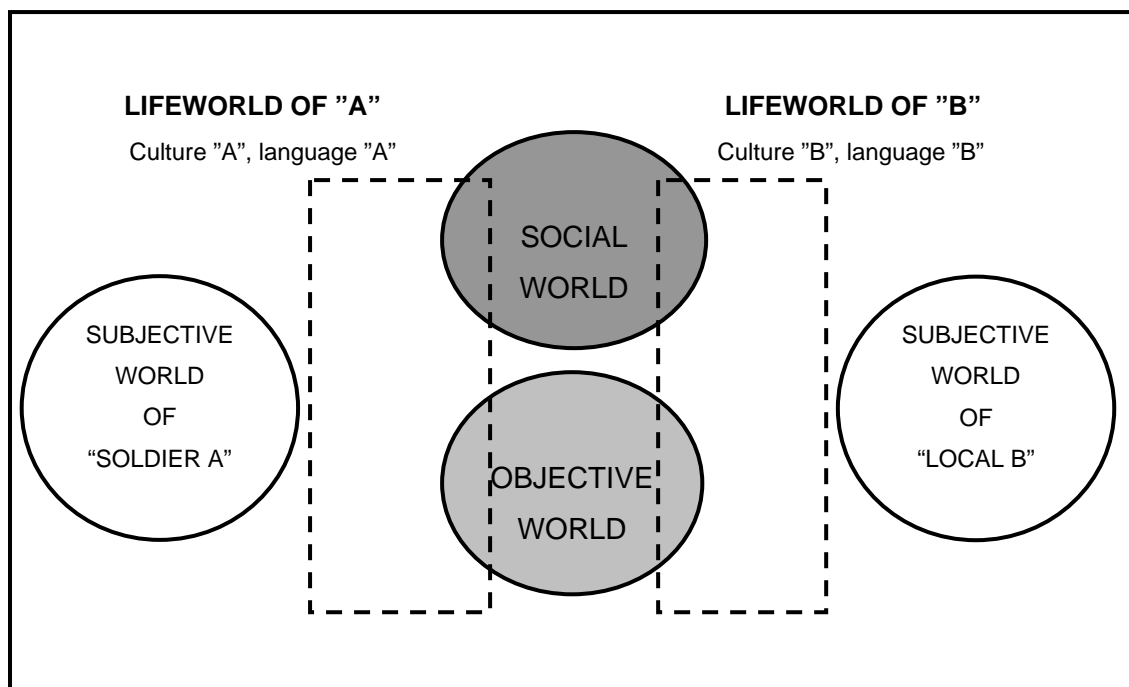 LIFEWORLD OF ”A”
Culture ”A”, language ”A”
LIFEWORLD OF ”B”
Culture ”B”, language ”B”
SOCIAL
WORLD
SUBJECTIVE
WORLD
OF
“SOLDIER A”
OBJECTIVE
WORLD
SUBJECTIVE
WORLD
OF
“LOCAL B”